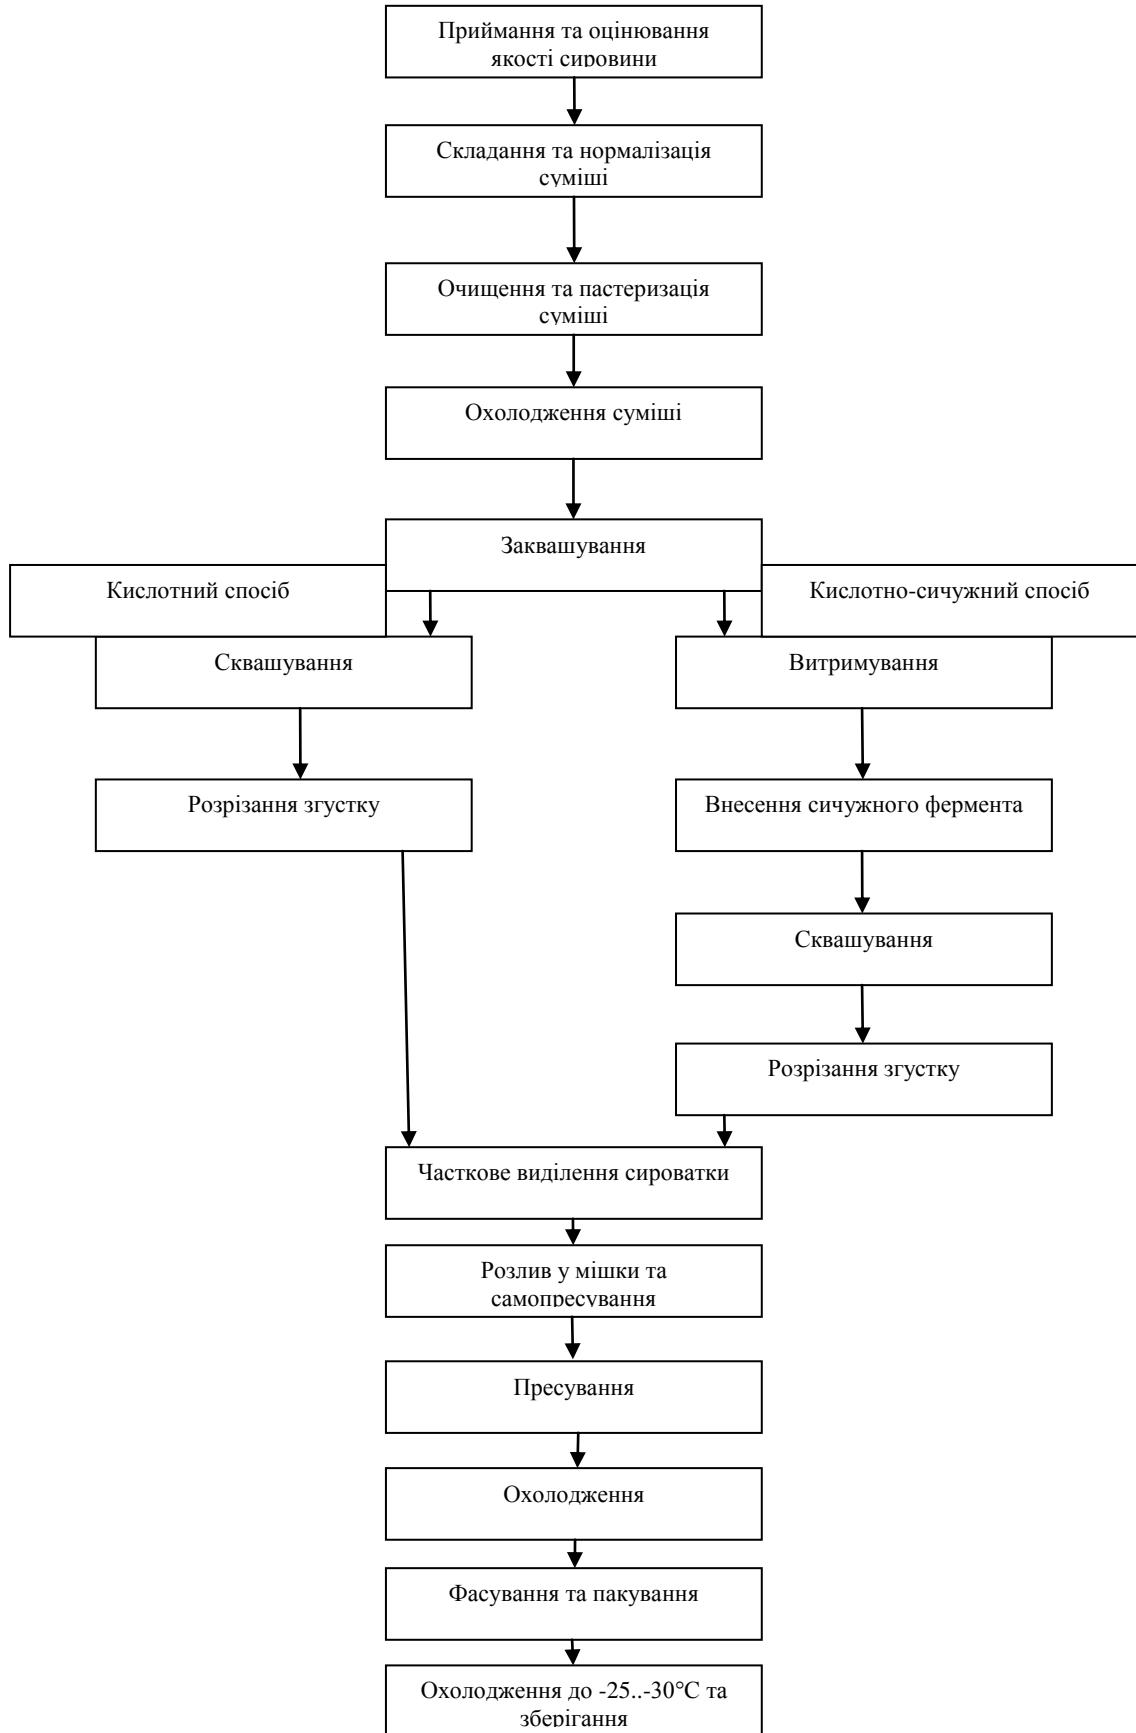 Приймання та оцінювання
якості сировини
Складання та нормалізація
суміші
Очищення та пастеризація
суміші
Охолодження суміші
Заквашування
Кислотний спосіб
Кислотно-сичужний спосіб
Сквашування
Витримування
Розрізання згустку
Внесення сичужного фермента
Сквашування
Розрізання згустку
Часткове виділення сироватки
Розлив у мішки та
самопресування
Пресування
Охолодження
Фасування та пакування
Охолодження до -25..-30°С та
зберігання